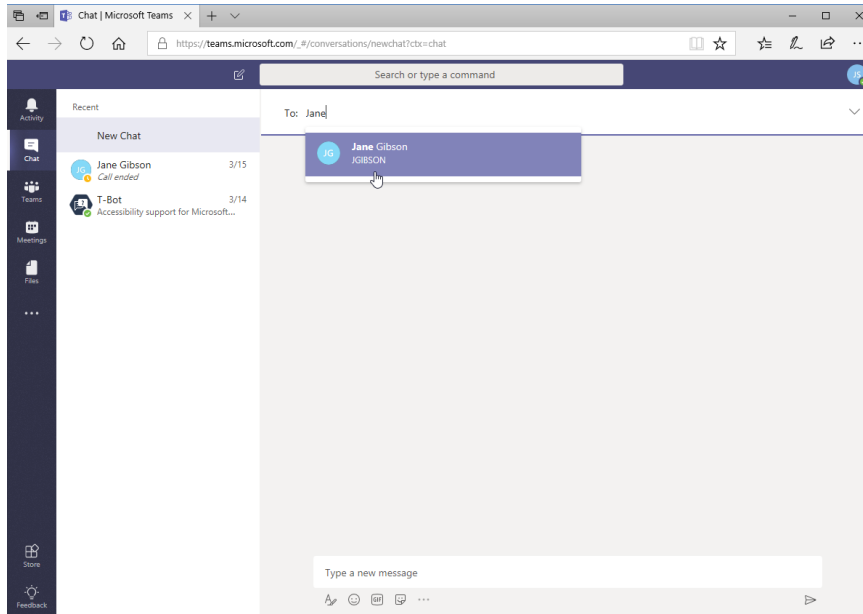 Chat | Microsoft Teams
https://teams.microsoft.com/_#/conversations/newchat?ctx=chat
Search or type a command
JS
Activity
Chat
Teams
Meetings
Files
Store
Feedback
Recent
New Chat
JG
Jane Gibson 3/15
Call ended
T-Bot 3/14
Accessibility support for Microsoft...
To: Jane
JG
Jane Gibson
JGIBSON
Type a new message
GIF